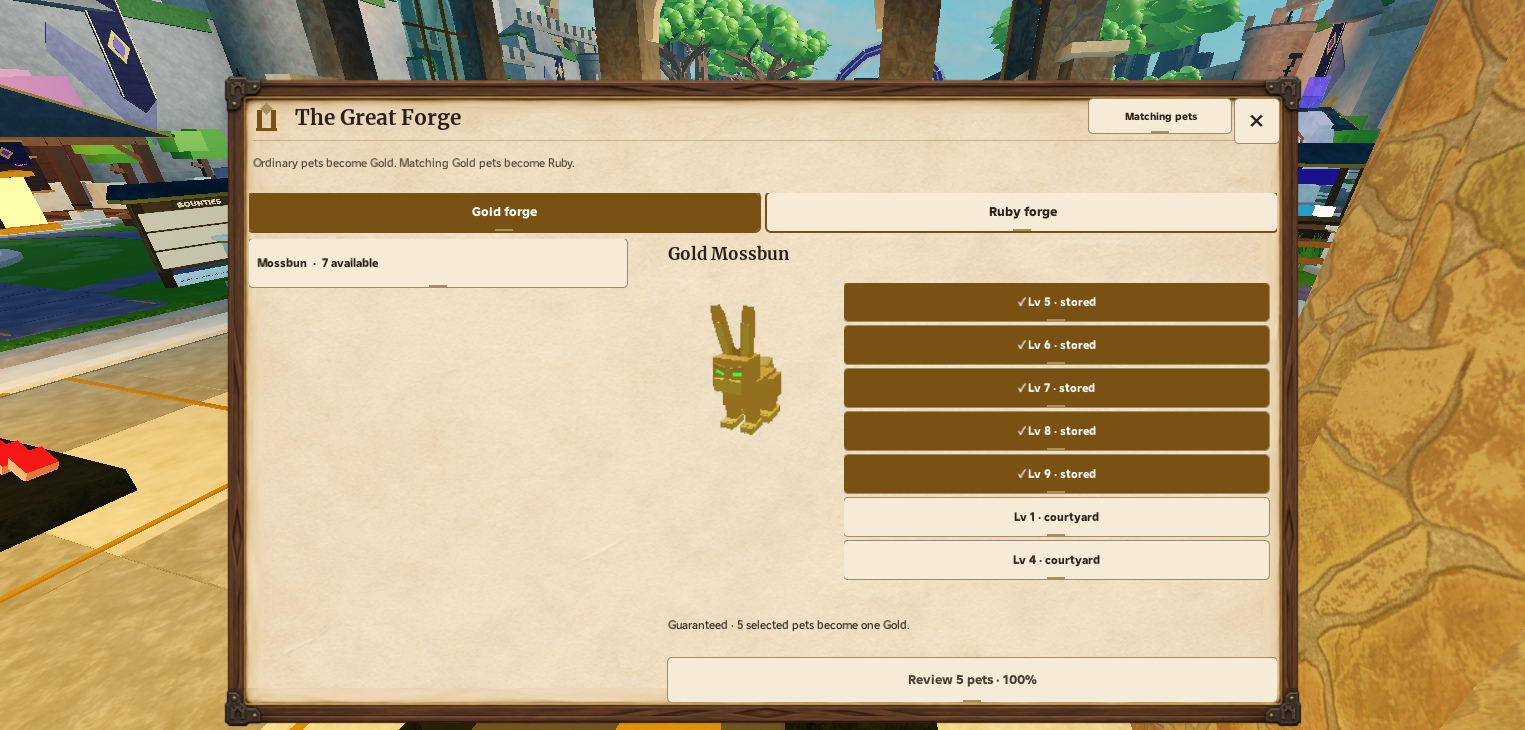 The Great Forge
Matching pets
×
Ordinary pets become Gold. Matching Gold pets become Ruby.
BOUNTIES
Gold forge
Ruby forge
Mossbun · 7 available
Gold Mossbun
✓Lv 5 · stored
✓Lv 6 · stored
✓Lv 7 · stored
✓Lv 8 · stored
✓Lv 9 · stored
Lv 1 · courtyard
Lv 4 · courtyard
Guaranteed · 5 selected pets become one Gold.
Review 5 pets · 100%